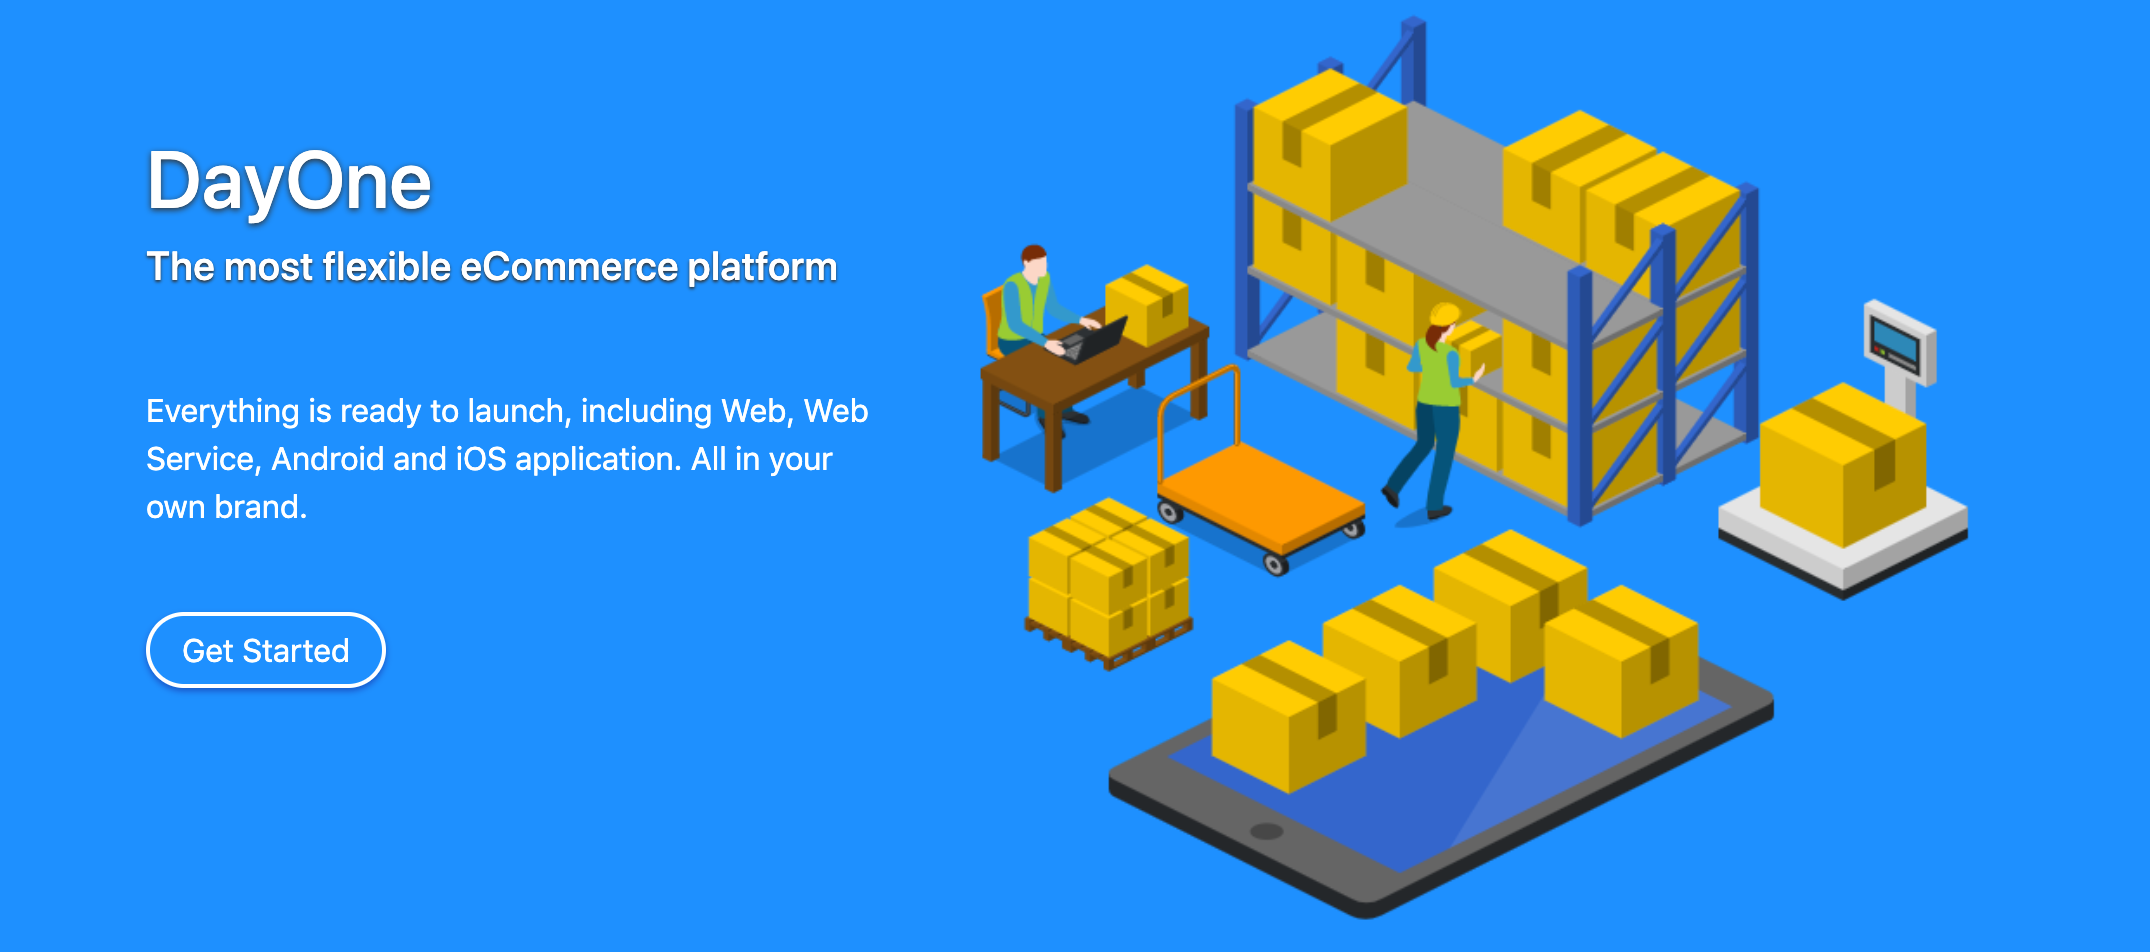 DayOne
The most flexible eCommerce platform
Everything is ready to launch, including Web, Web
Service, Android and iOS application. All in your
own brand.
Get Started